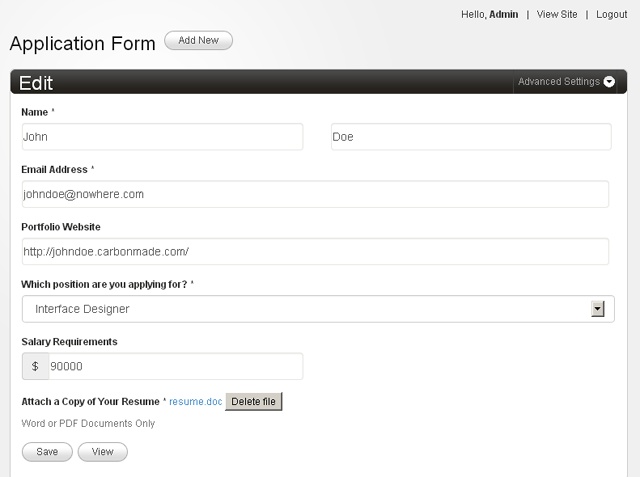 Hello, Admin | View Site | Logout
Application Form Add New
Edit Advanced Settings
Name *
John Doe
Email Address *
johndoe@nowhere.com
Portfolio Website
http://johndoe.carbonmade.com/
Which position are you applying for? *
Interface Designer
Salary Requirements
$ 90000
Attach a Copy of Your Resume * resume.doc Delete file
Word or PDF Documents Only
Save View